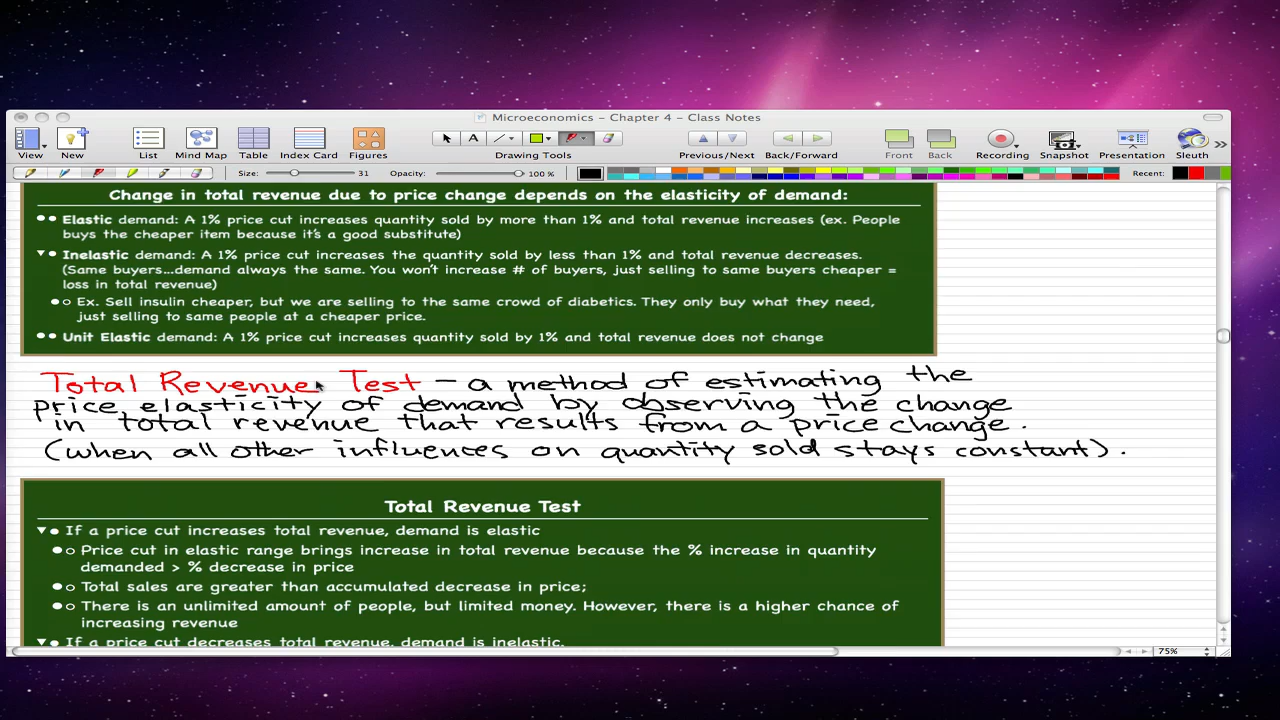 Microeconomics - Chapter 4 - Class Notes
View New List Mind Map Table Index Card Figures Drawing Tools Previous/Next Back/Forward Front Back Recording Snapshot Presentation Sleuth
Size: 31 Opacity: 100 % Recent:
Change in total revenue due to price change depends on the elasticity of demand:
Elastic demand: A 1% price cut increases quantity sold by more than 1% and total revenue increases (ex. People
buys the cheaper item because it's a good substitute)
Inelastic demand: A 1% price cut increases the quantity sold by less than 1% and total revenue decreases.
(Same buyers...demand always the same. You won't increase # of buyers, just selling to same buyers cheaper =
loss in total revenue)
Ex. Sell insulin cheaper, but we are selling to the same crowd of diabetics. They only buy what they need,
just selling to same people at a cheaper price.
Unit Elastic demand: A 1% price cut increases quantity sold by 1% and total revenue does not change
Total Revenue Test - a method of estimating the
price elasticity of demand by observing the change
in total revenue that results from a price change.
(when all other influences on quantity sold stays constant).
Total Revenue Test
If a price cut increases total revenue, demand is elastic
Price cut in elastic range brings increase in total revenue because the % increase in quantity
demanded > % decrease in price
Total sales are greater than accumulated decrease in price;
There is an unlimited amount of people, but limited money. However, there is a higher chance of
increasing revenue
If a price cut decreases total revenue, demand is inelastic.
75%